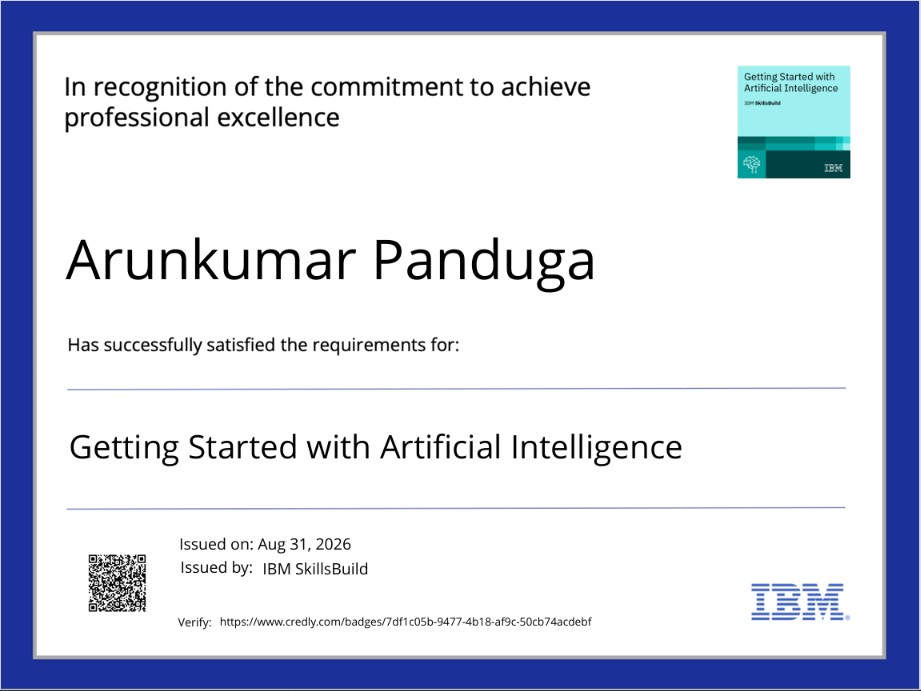 In recognition of the commitment to achieve
professional excellence
Getting Started with
Artificial Intelligence
IBM SkillsBuild
IBM
Arunkumar Panduga
Has successfully satisfied the requirements for:
Getting Started with Artificial Intelligence
Issued on: Aug 31, 2026
Issued by: IBM SkillsBuild
Verify: https://www.credly.com/badges/7df1c05b-9477-4b18-af9c-50cb74acdebf
IBM®